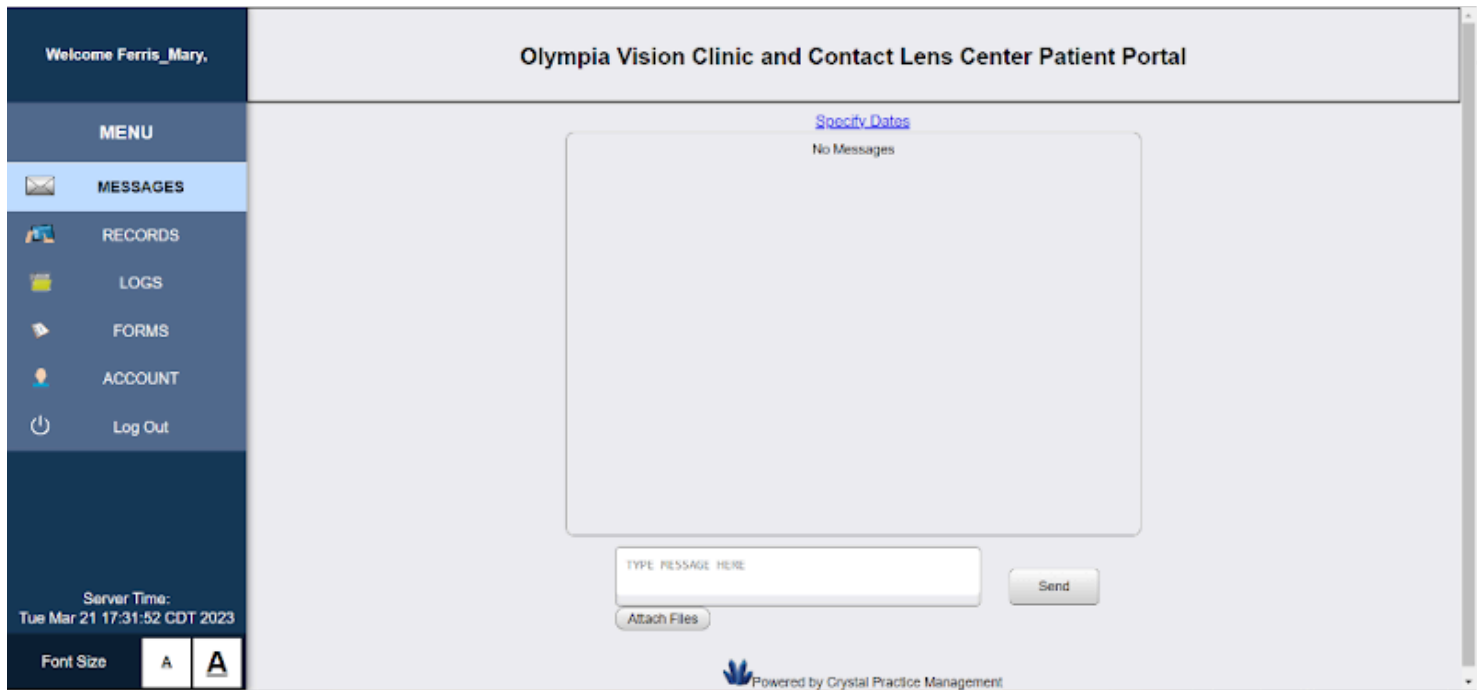 Welcome Ferris_Mary,
Olympia Vision Clinic and Contact Lens Center Patient Portal
MENU
MESSAGES
RECORDS
LOGS
FORMS
ACCOUNT
Log Out
Server Time:
Tue Mar 21 17:31:52 CDT 2023
Font Size A A
Specify Dates
No Messages
TYPE MESSAGE HERE
Send
Attach Files
Powered by Crystal Practice Management